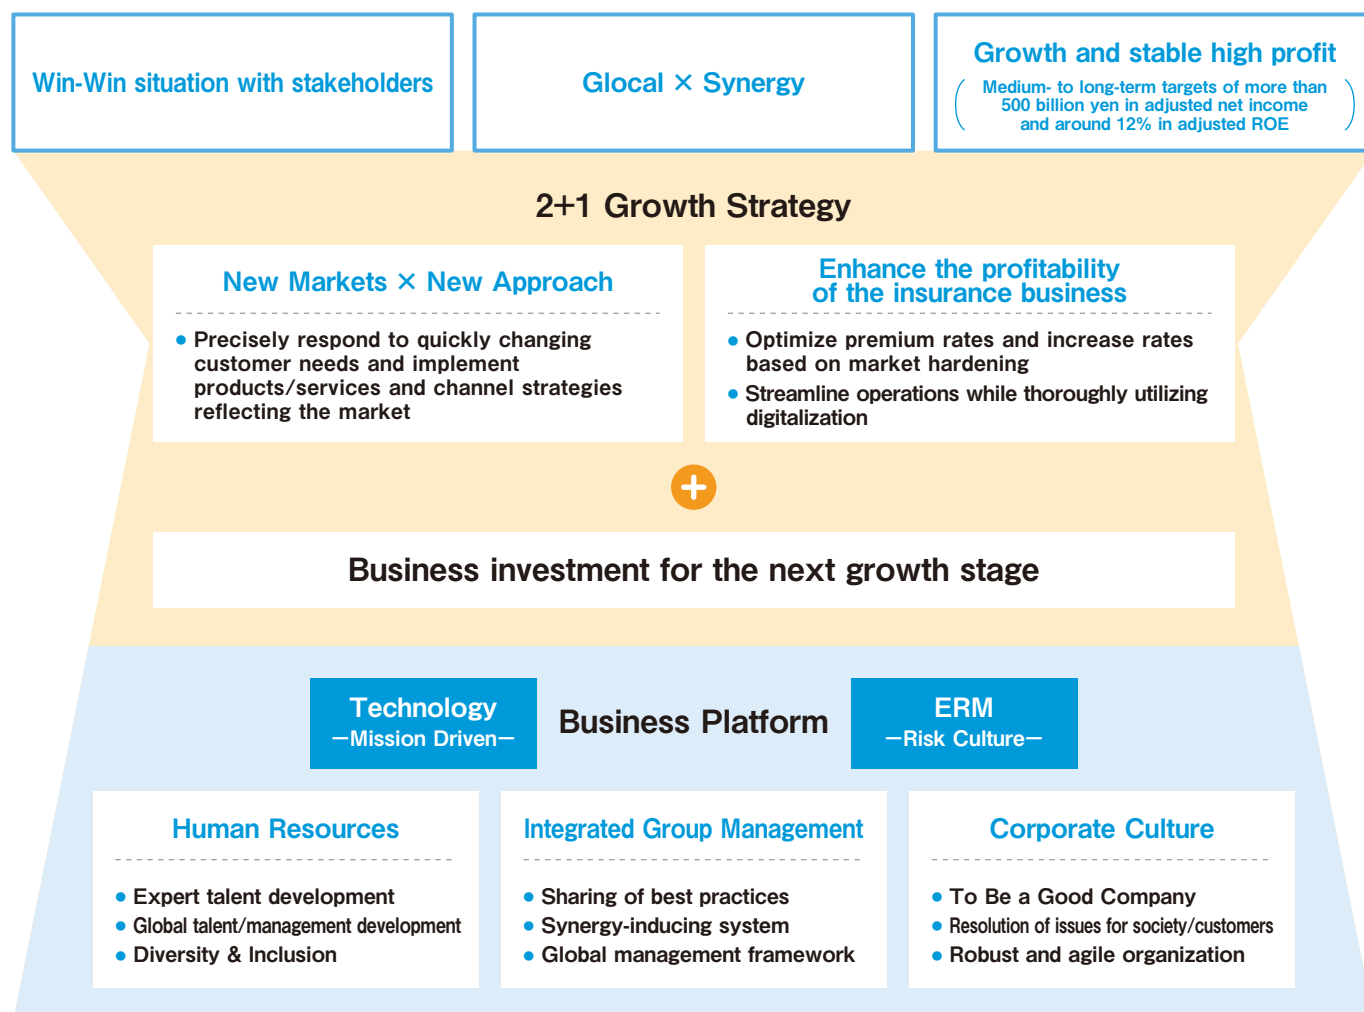 Win-Win situation with stakeholders
Glocal × Synergy
Growth and stable high profit
Medium- to long-term targets of more than
500 billion yen in adjusted net income
and around 12% in adjusted ROE
2+1 Growth Strategy
New Markets × New Approach
• Precisely respond to quickly changing
customer needs and implement
products/services and channel strategies
reflecting the market
Enhance the profitability
of the insurance business
• Optimize premium rates and increase rates
based on market hardening
• Streamline operations while thoroughly utilizing
digitalization
+
Business investment for the next growth stage
Technology
—Mission Driven—
Business Platform
ERM
—Risk Culture—
Human Resources
• Expert talent development
• Global talent/management development
• Diversity & Inclusion
Integrated Group Management
• Sharing of best practices
• Synergy-inducing system
• Global management framework
Corporate Culture
• To Be a Good Company
• Resolution of issues for society/customers
• Robust and agile organization